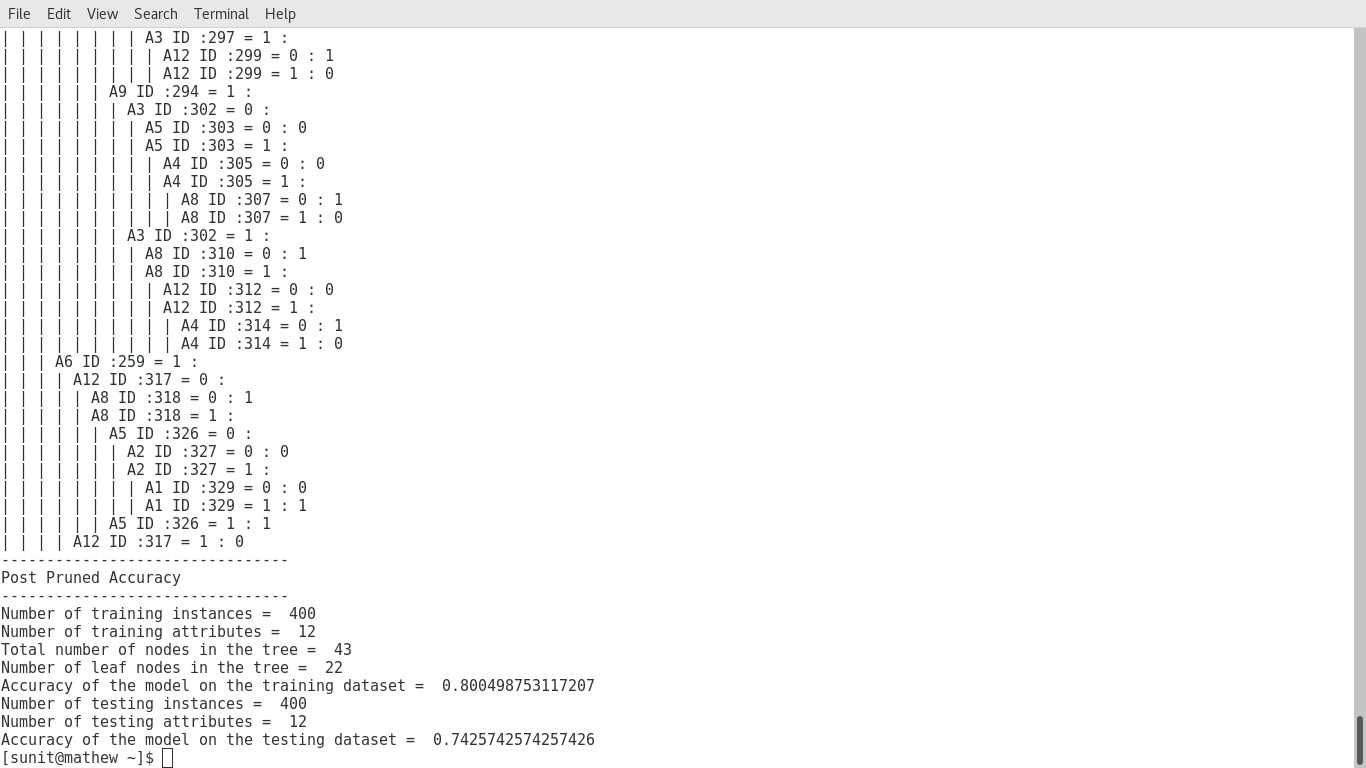 File Edit View Search Terminal Help
| | | | | | | | A3 ID :297 = 1 :
| | | | | | | | | A12 ID :299 = 0 : 1
| | | | | | | | | A12 ID :299 = 1 : 0
| | | | | | A9 ID :294 = 1 :
| | | | | | | A3 ID :302 = 0 :
| | | | | | | | A5 ID :303 = 0 : 0
| | | | | | | | A5 ID :303 = 1 :
| | | | | | | | | A4 ID :305 = 0 : 0
| | | | | | | | | A4 ID :305 = 1 :
| | | | | | | | | | A8 ID :307 = 0 : 1
| | | | | | | | | | A8 ID :307 = 1 : 0
| | | | | | | A3 ID :302 = 1 :
| | | | | | | | A8 ID :310 = 0 : 1
| | | | | | | | A8 ID :310 = 1 :
| | | | | | | | | A12 ID :312 = 0 : 0
| | | | | | | | | A12 ID :312 = 1 :
| | | | | | | | | | A4 ID :314 = 0 : 1
| | | | | | | | | | A4 ID :314 = 1 : 0
| | | A6 ID :259 = 1 :
| | | | A12 ID :317 = 0 :
| | | | | A8 ID :318 = 0 : 1
| | | | | A8 ID :318 = 1 :
| | | | | | A5 ID :326 = 0 :
| | | | | | | A2 ID :327 = 0 : 0
| | | | | | | A2 ID :327 = 1 :
| | | | | | | | A1 ID :329 = 0 : 0
| | | | | | | | A1 ID :329 = 1 : 1
| | | | | | A5 ID :326 = 1 : 1
| | | | A12 ID :317 = 1 : 0
--------------------------------
Post Pruned Accuracy
--------------------------------
Number of training instances =  400
Number of training attributes =  12
Total number of nodes in the tree =  43
Number of leaf nodes in the tree =  22
Accuracy of the model on the training dataset =  0.800498753117207
Number of testing instances =  400
Number of testing attributes =  12
Accuracy of the model on the testing dataset =  0.7425742574257426
[sunit@mathew ~]$